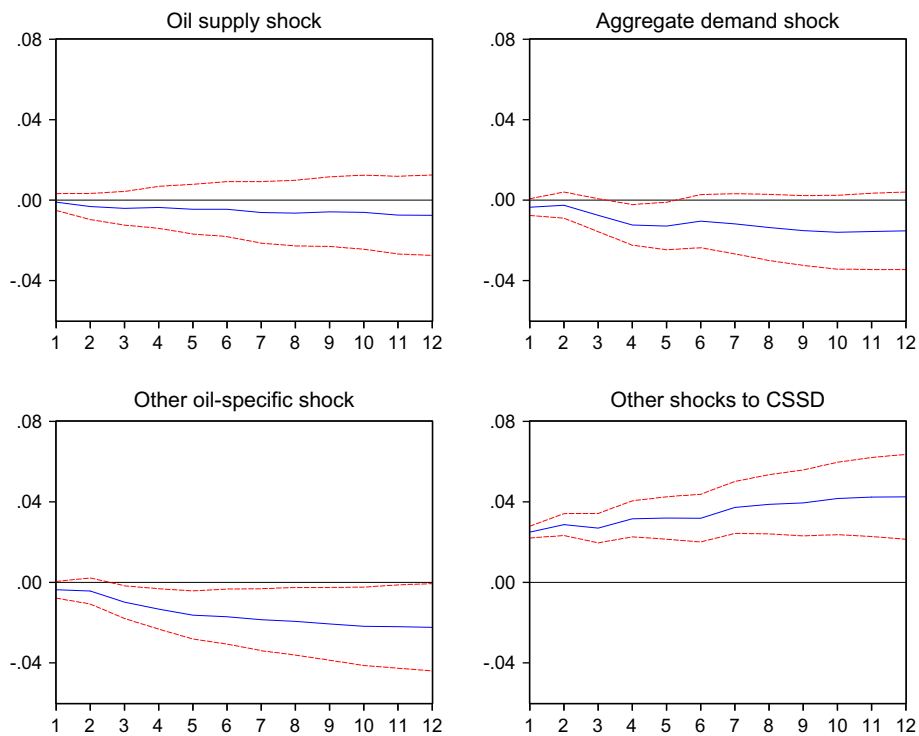 Oil supply shock
.08
.04
.00
-.04
1 2 3 4 5 6 7 8 9 10 11 12
Aggregate demand shock
.08
.04
.00
-.04
1 2 3 4 5 6 7 8 9 10 11 12
Other oil-specific shock
.08
.04
.00
-.04
1 2 3 4 5 6 7 8 9 10 11 12
Other shocks to CSSD
.08
.04
.00
-.04
1 2 3 4 5 6 7 8 9 10 11 12